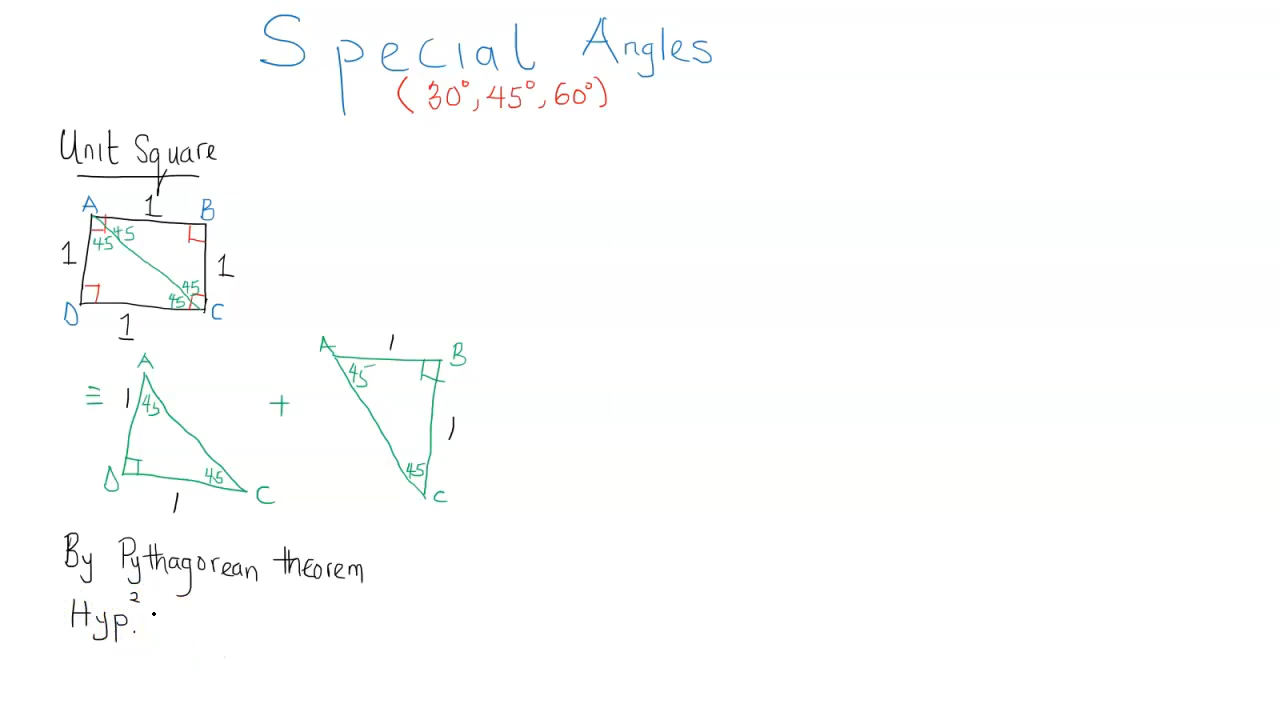 Special Angles
(30°, 45°, 60°)
Unit Square
A 1 B
45 45
1 1
45 45
D 1 C
A
≡ 1 45
D 45 C
1
+
A 1 B
45
1
45 C
By Pythagorean theorem
Hyp.²